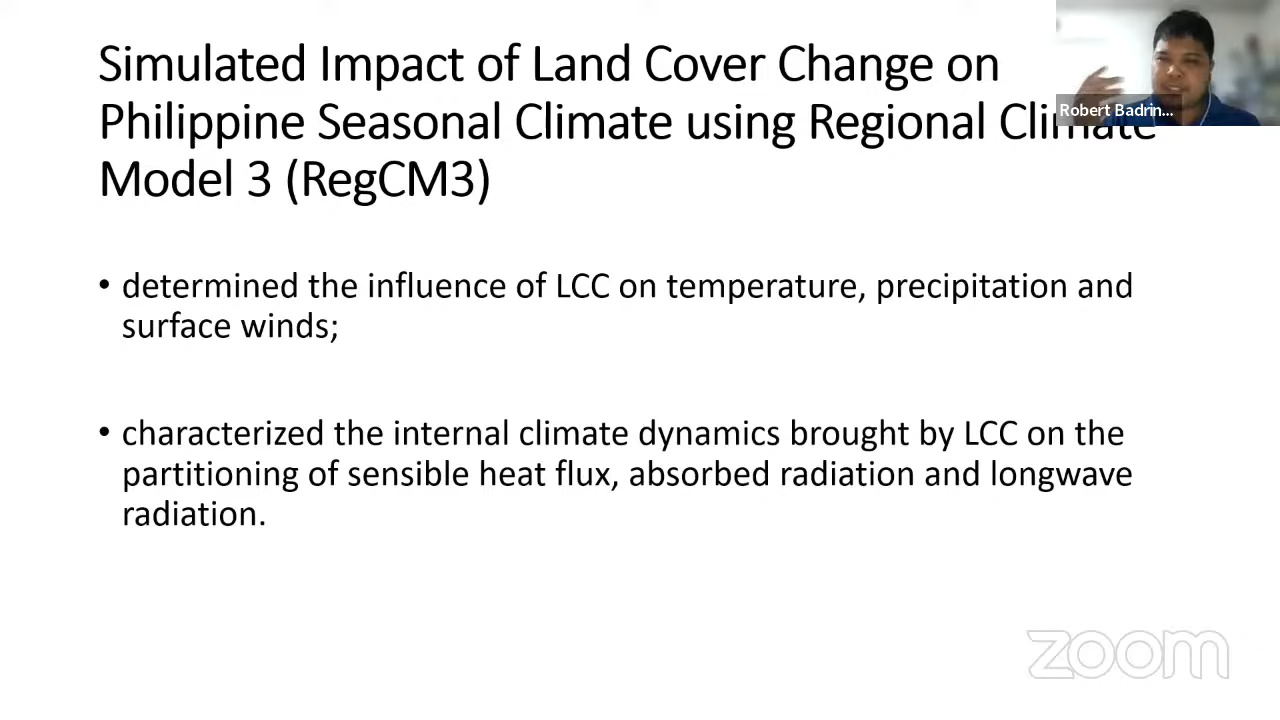 Simulated Impact of Land Cover Change on
Philippine Seasonal Climate using Regional Climate
Model 3 (RegCM3)
Robert Badrin...
• determined the influence of LCC on temperature, precipitation and
surface winds;
• characterized the internal climate dynamics brought by LCC on the
partitioning of sensible heat flux, absorbed radiation and longwave
radiation.
zoom